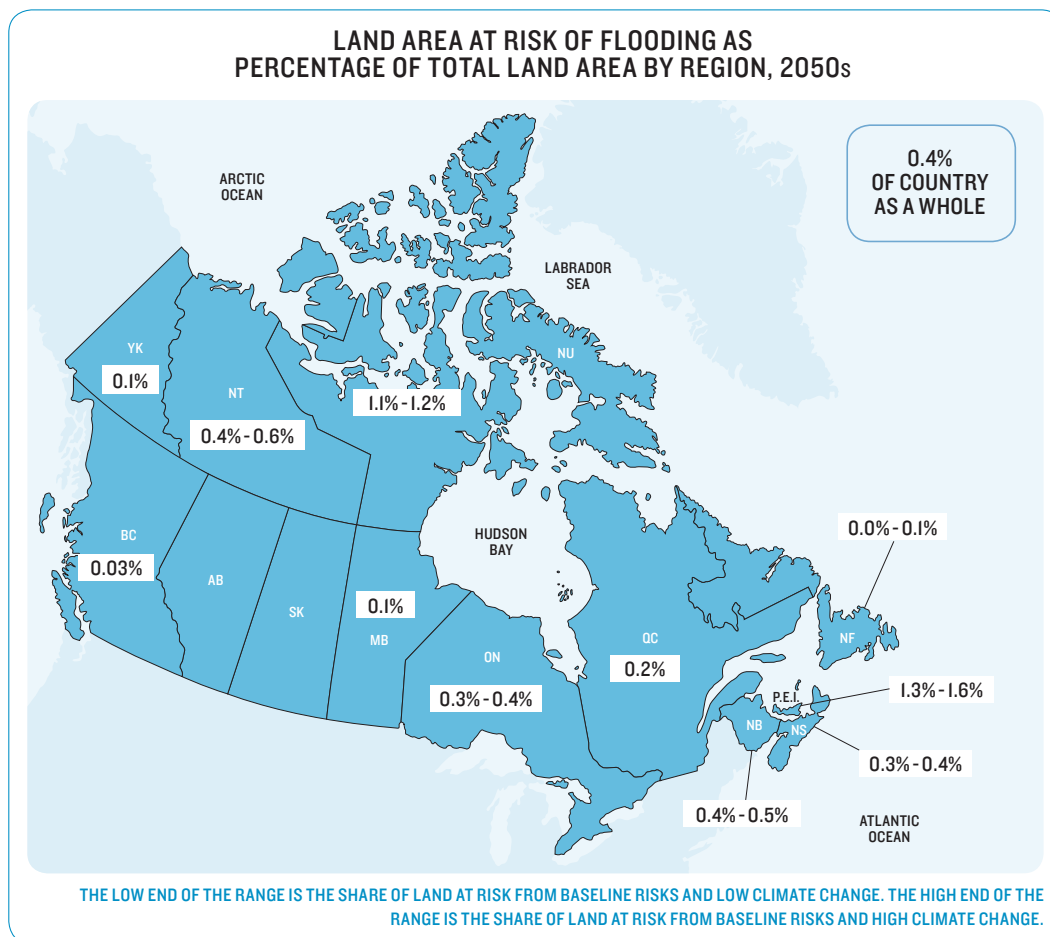 LAND AREA AT RISK OF FLOODING AS
PERCENTAGE OF TOTAL LAND AREA BY REGION, 2050s
0.4%
OF COUNTRY
AS A WHOLE
ARCTIC
OCEAN
LABRADOR
SEA
YK
0.1%
NT
0.4% - 0.6%
NU
1.1% - 1.2%
BC
0.03%
AB
SK
0.1%
MB
HUDSON
BAY
ON
0.3% - 0.4%
QC
0.2%
0.0% - 0.1%
NF
P.E.I.
1.3% - 1.6%
NB
NS
0.3% - 0.4%
0.4% - 0.5%
ATLANTIC
OCEAN
THE LOW END OF THE RANGE IS THE SHARE OF LAND AT RISK FROM BASELINE RISKS AND LOW CLIMATE CHANGE. THE HIGH END OF THE
RANGE IS THE SHARE OF LAND AT RISK FROM BASELINE RISKS AND HIGH CLIMATE CHANGE.